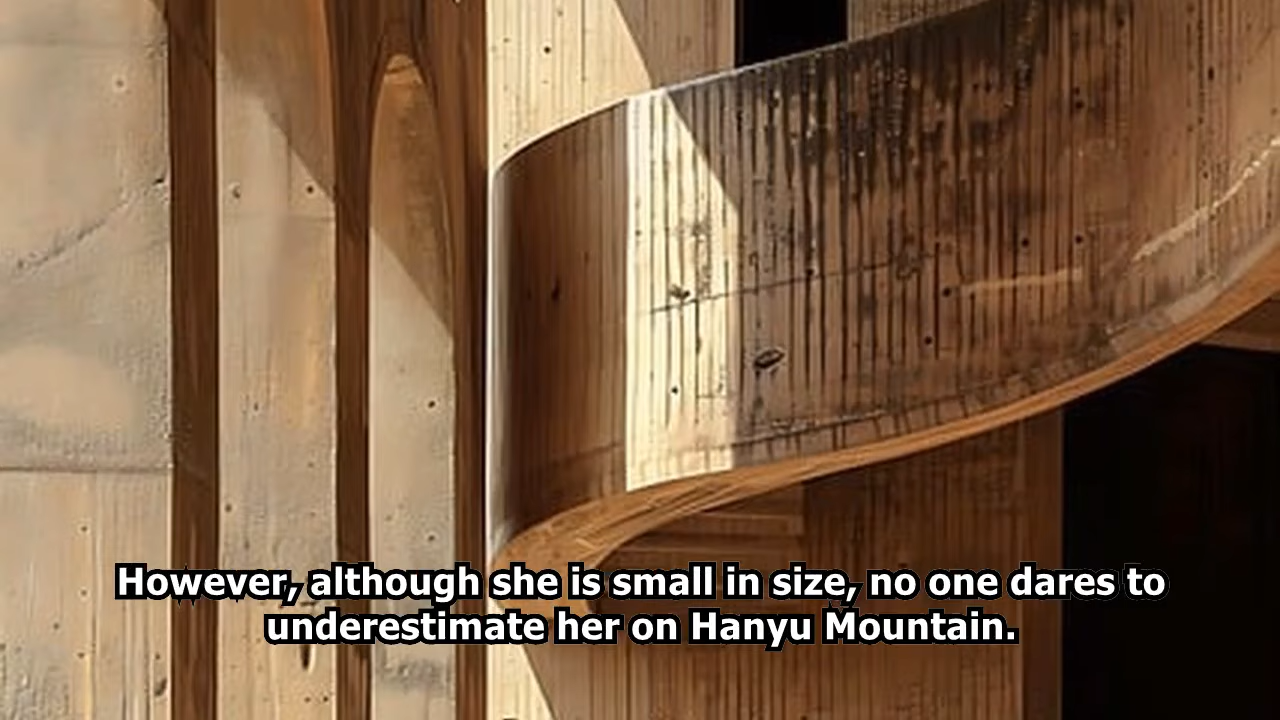 However, although she is small in size, no one dares to
underestimate her on Hanyu Mountain.